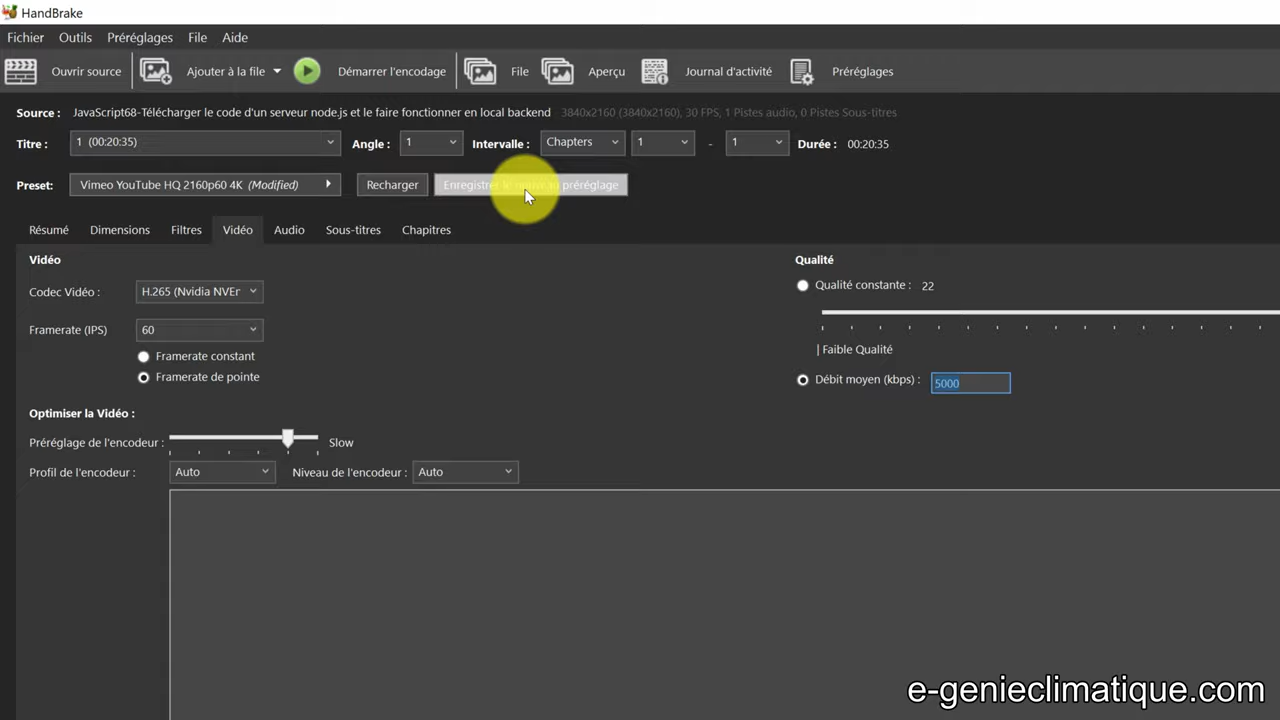 HandBrake
Fichier Outils Préréglages File Aide
Ouvrir source Ajouter à la file Démarrer l'encodage File Aperçu Journal d'activité Préréglages
Source : JavaScript68-Télécharger le code d'un serveur node.js et le faire fonctionner en local backend 3840x2160 (3840x2160), 30 FPS, 1 Pistes audio, 0 Pistes Sous-titres
Titre : 1 (00:20:35) Angle : 1 Intervalle : Chapters 1 - 1 Durée : 00:20:35
Preset: Vimeo YouTube HQ 2160p60 4K (Modified) Recharger Enregistrer le nouveau préréglage
Résumé Dimensions Filtres Vidéo Audio Sous-titres Chapitres
Vidéo Qualité
Codec Vidéo : H.265 (Nvidia NVEr Qualité constante : 22
Framerate (IPS) 60
Framerate constant | Faible Qualité
Framerate de pointe Débit moyen (kbps) : 5000
Optimiser la Vidéo :
Préréglage de l'encodeur : Slow
Profil de l'encodeur : Auto Niveau de l'encodeur : Auto
e-genieclimatique.com